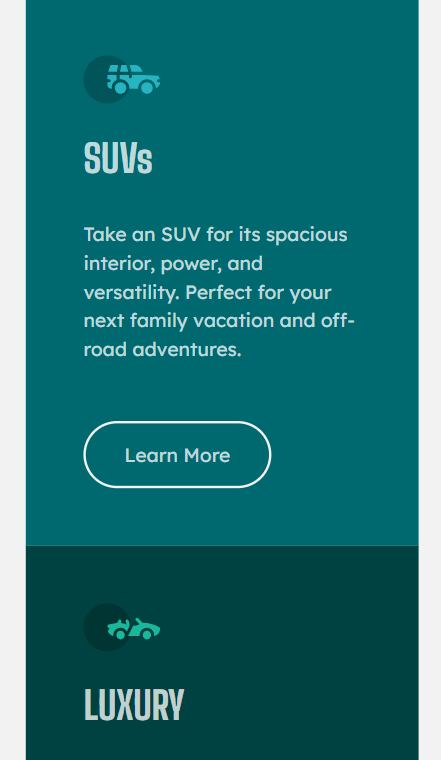 SUVs
Take an SUV for its spacious
interior, power, and
versatility. Perfect for your
next family vacation and off-
road adventures.
Learn More
LUXURY